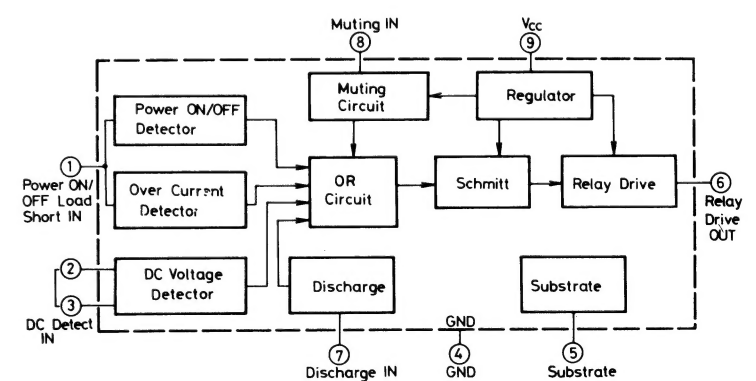 Muting IN
8
Vcc
9
Muting
Circuit
Regulator
Power ON/OFF
Detector
1
Power ON/
OFF Load
Short IN
Over Current
Detector
OR
Circuit
Schmitt
Relay Drive
6
Relay
Drive
OUT
2
3
DC Detect
IN
DC Voltage
Detector
Discharge
Substrate
GND
7
Discharge IN
4
GND
5
Substrate